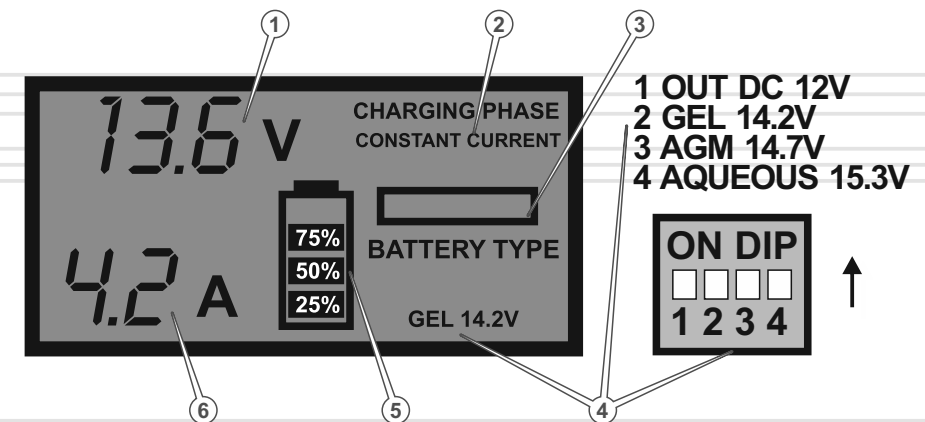 1
2
3
13.6 V
CHARGING PHASE
CONSTANT CURRENT
75%
50%
25%
BATTERY TYPE
4.2 A
GEL 14.2V
1 OUT DC 12V
2 GEL 14.2V
3 AGM 14.7V
4 AQUEOUS 15.3V
ON DIP
1 2 3 4
6
5
4